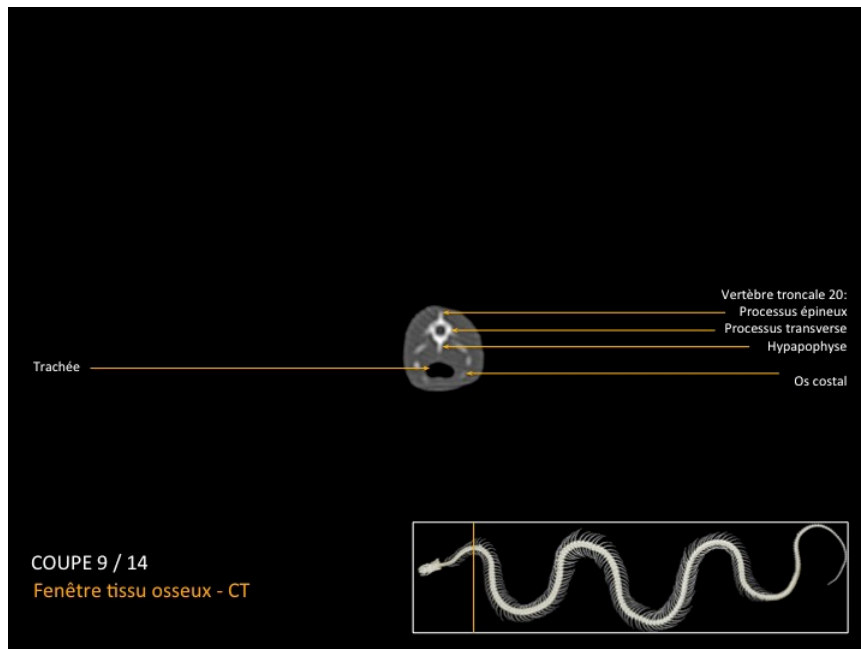 Vertèbre troncale 20:
Processus épineux
Processus transverse
Hypapophyse
Trachée
Os costal
COUPE 9 / 14
Fenêtre tissu osseux - CT